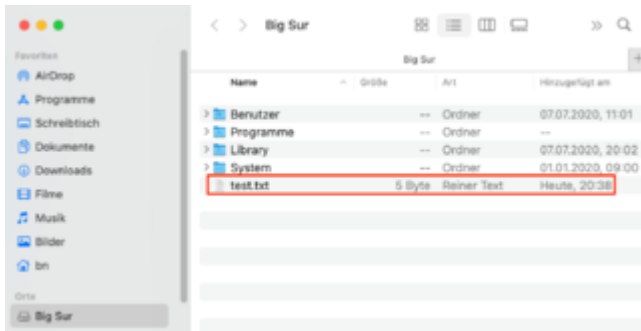 Big Sur
Favoriten
AirDrop
Programme
Schreibtisch
Dokumente
Downloads
Filme
Musik
Bilder
bn
Orte
Big Sur
Big Sur
Name Größe Art Hinzugefügt am
Benutzer -- Ordner 07.07.2020, 11:01
Programme -- Ordner --
Library -- Ordner 07.07.2020, 20:02
System -- Ordner 01.01.2020, 09:00
test.txt 5 Byte Reiner Text Heute, 20:38